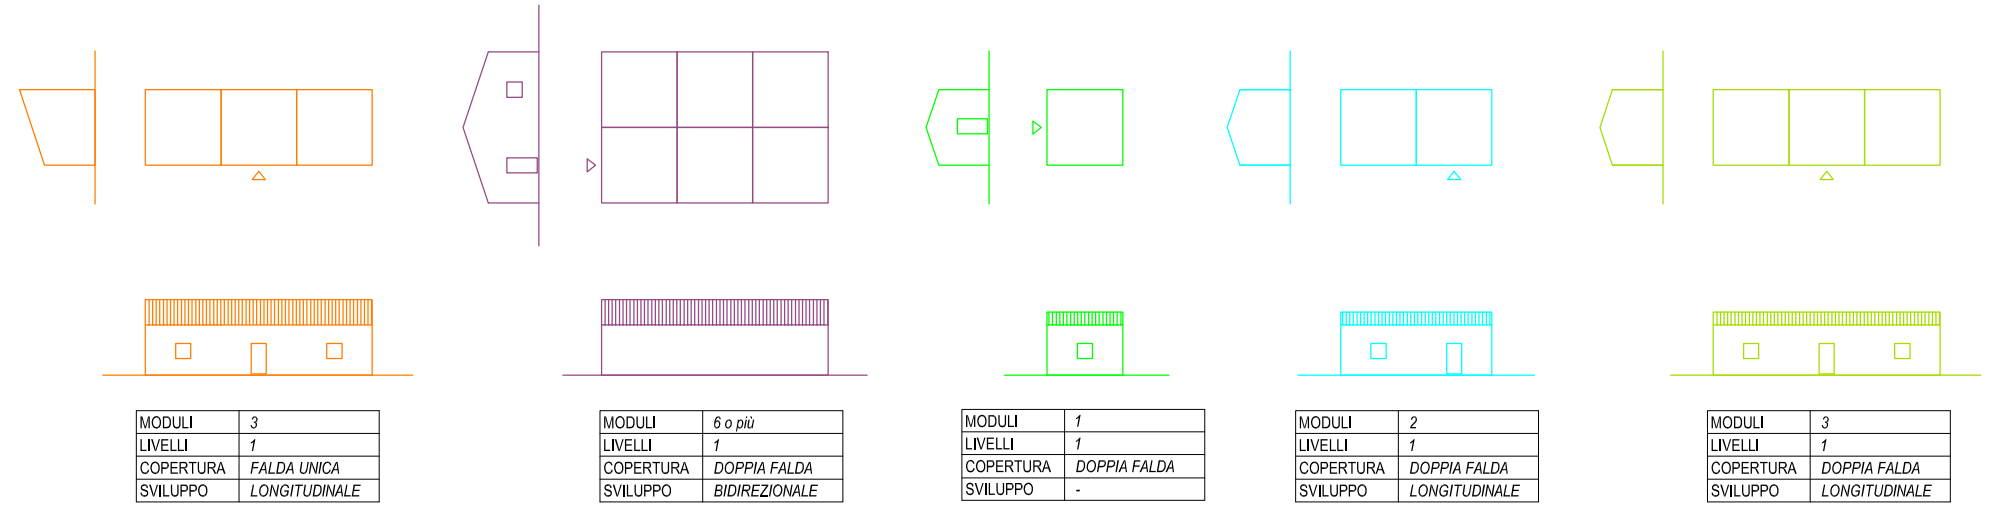 MODULI 3
LIVELLI 1
COPERTURA FALDA UNICA
SVILUPPO LONGITUDINALE
MODULI 6 o più
LIVELLI 1
COPERTURA DOPPIA FALDA
SVILUPPO BIDIREZIONALE
MODULI 1
LIVELLI 1
COPERTURA DOPPIA FALDA
SVILUPPO -
MODULI 2
LIVELLI 1
COPERTURA DOPPIA FALDA
SVILUPPO LONGITUDINALE
MODULI 3
LIVELLI 1
COPERTURA DOPPIA FALDA
SVILUPPO LONGITUDINALE